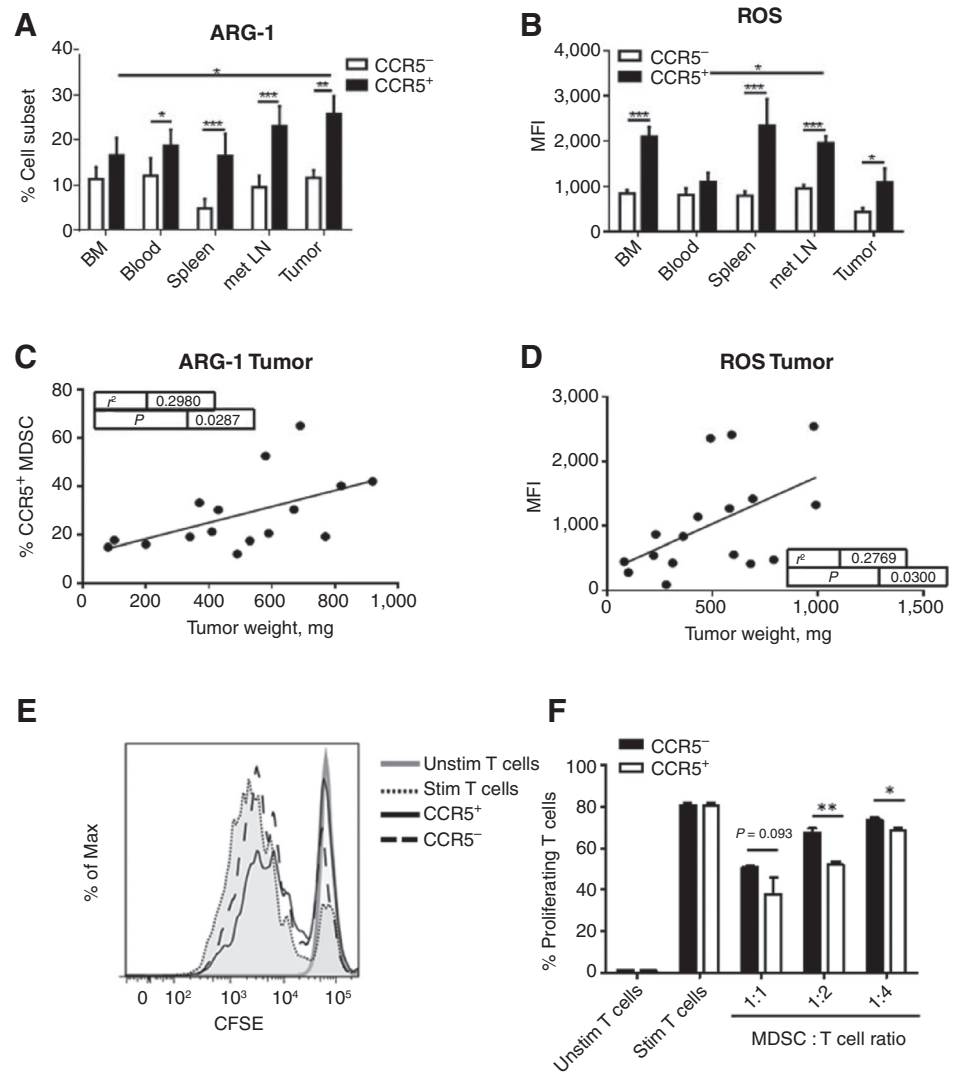 A
ARG-1
% Cell subset
40
30
20
10
0
*
*
***
***
**
CCR5–
CCR5+
BM
Blood
Spleen
met LN
Tumor
B
ROS
MFI
4,000
3,000
2,000
1,000
0
CCR5–
CCR5+
*
***
***
***
*
BM
Blood
Spleen
met LN
Tumor
C
ARG-1 Tumor
% CCR5+ MDSC
80
60
40
20
0
r² 0.2980
P 0.0287
0 200 400 600 800 1,000
Tumor weight, mg
D
ROS Tumor
MFI
3,000
2,000
1,000
0
r² 0.2769
P 0.0300
0 500 1,000 1,500
Tumor weight, mg
E
% of Max
Unstim T cells
Stim T cells
CCR5+
CCR5–
0 10² 10³ 10⁴ 10⁵
CFSE
F
CCR5–
CCR5+
% Proliferating T cells
100
80
60
40
20
0
P = 0.093
**
*
Unstim T cells
Stim T cells
1:1
1:2
1:4
MDSC : T cell ratio